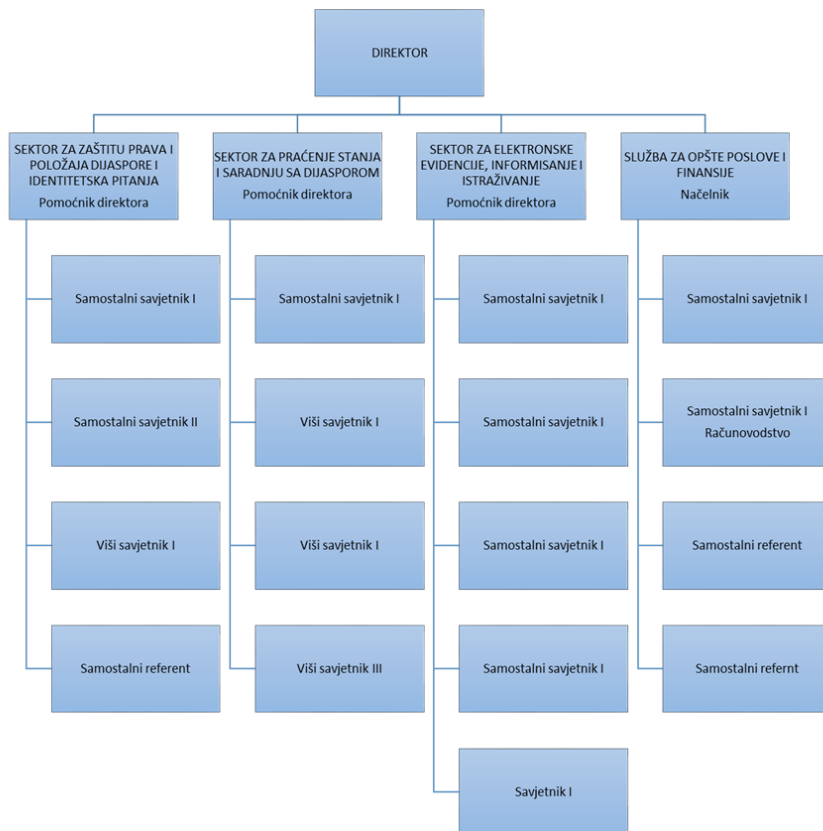 DIREKTOR
SEKTOR ZA ZAŠTITU PRAVA I
POLOŽAJA DIJASPORE I
IDENTITETSKA PITANJA
Pomoćnik direktora
Samostalni savjetnik I
Samostalni savjetnik II
Viši savjetnik I
Samostalni referent
SEKTOR ZA PRAĆENJE STANJA
I SARADNJU SA DIJASPOROM
Pomoćnik direktora
Samostalni savjetnik I
Viši savjetnik I
Viši savjetnik I
Viši savjetnik III
SEKTOR ZA ELEKTRONSKE
EVIDENCIJE, INFORMISANJE I
ISTRAŽIVANJE
Pomoćnik direktora
Samostalni savjetnik I
Samostalni savjetnik I
Samostalni savjetnik I
Samostalni savjetnik I
Savjetnik I
SLUŽBA ZA OPŠTE POSLOVE I
FINANSIJE
Načelnik
Samostalni savjetnik I
Samostalni savjetnik I
Računovodstvo
Samostalni referent
Samostalni refernt